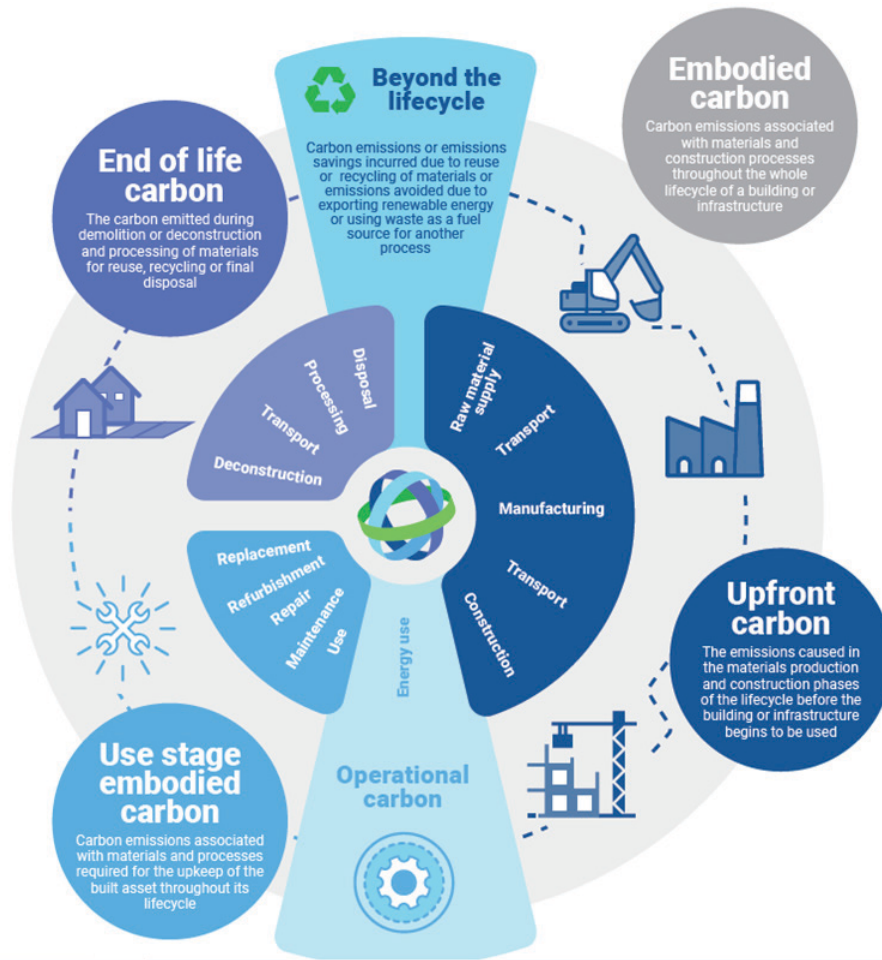 Beyond the
lifecycle
Carbon emissions or emissions
savings incurred due to reuse
or recycling of materials or
emissions avoided due to
exporting renewable energy
or using waste as a fuel
source for another
process
Embodied
carbon
Carbon emissions associated
with materials and
construction processes
throughout the whole
lifecycle of a building or
infrastructure
End of life
carbon
The carbon emitted during
demolition or deconstruction
and processing of materials
for reuse, recycling or final
disposal
Raw material
supply
Transport
Manufacturing
Transport
Construction
Disposal
Processing
Transport
Deconstruction
Replacement
Refurbishment
Repair
Maintenance
Use
Energy use
Upfront
carbon
The emissions caused in
the materials production
and construction phases
of the lifecycle before the
building or infrastructure
begins to be used
Use stage
embodied
carbon
Carbon emissions associated
with materials and processes
required for the upkeep of the
built asset throughout its
lifecycle
Operational
carbon